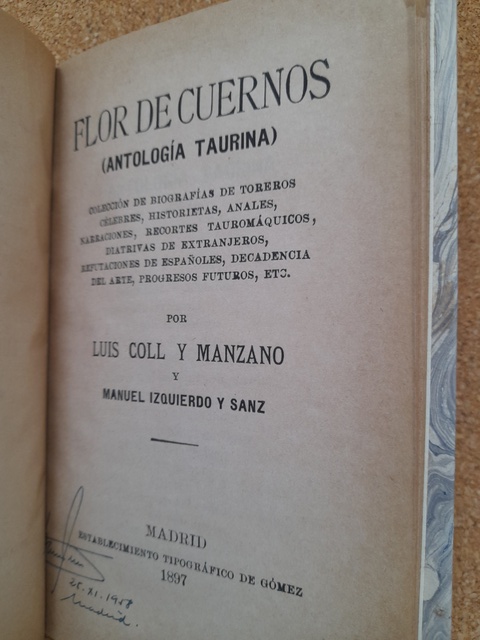 FLOR DE CUERNOS
(ANTOLOGÍA TAURINA)
COLECCIÓN DE BIOGRAFÍAS DE TOREROS
CÉLEBRES, HISTORIETAS, ANALES,
NARRACIONES, RECORTES TAUROMÁQUICOS,
DIATRIVAS DE EXTRANJEROS,
REFUTACIONES DE ESPAÑOLES, DECADENCIA
DEL ARTE, PROGRESOS FUTUROS, ETC.
POR
LUIS COLL Y MANZANO
Y
MANUEL IZQUIERDO Y SANZ
MADRID
ESTABLECIMIENTO TIPOGRÁFICO DE GÓMEZ
1897
Madrid.